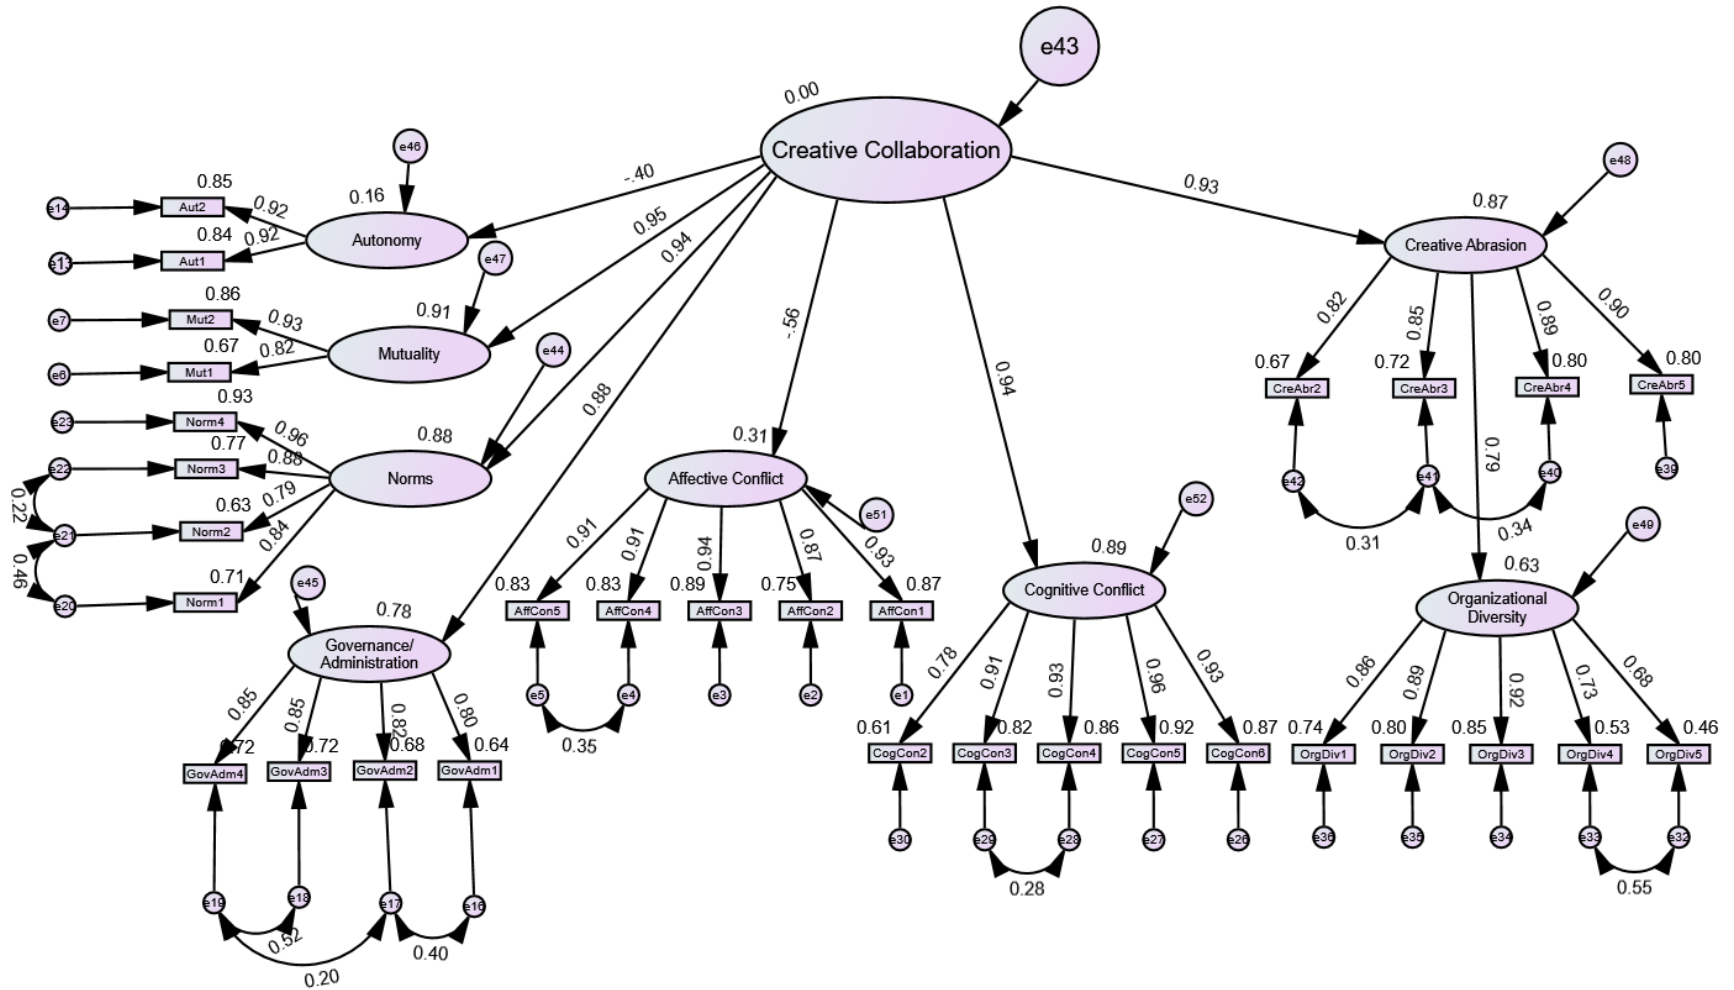 e43
0.00
Creative Collaboration
e46
e48
-.40
0.93
0.85
0.16
0.87
e14
Aut2
0.92
Autonomy
0.95
Creative Abrasion
0.84
0.92
0.94
e13
Aut1
e47
0.86
0.91
e7
Mut2
0.93
Mutuality
-.56
0.82
0.85
0.89
0.90
0.67
0.82
e44
e6
Mut1
0.67
0.72
0.80
0.80
CreAbr2
CreAbr3
CreAbr4
CreAbr5
0.93
0.88
0.94
e23
Norm4
0.96
0.88
0.31
0.79
0.77
0.88
e22
Norm3
Norms
Affective Conflict
e42
e41
e40
e39
0.22
0.79
0.63
e51
e52
e21
Norm2
0.84
0.34
e49
0.31
0.46
0.91
0.91
0.94
0.87
0.93
0.89
0.71
0.63
e20
Norm1
e45
0.83
0.83
0.89
0.75
0.87
Cognitive Conflict
Organizational
Diversity
0.78
AffCon5
AffCon4
AffCon3
AffCon2
AffCon1
Governance/
Administration
0.78
0.91
0.93
0.96
0.93
0.86
0.89
0.92
0.73
0.68
e5
e4
e3
e2
e1
0.85
0.85
0.82
0.80
0.35
0.61
0.82
0.86
0.92
0.87
0.74
0.80
0.85
0.53
0.46
0.72
0.72
0.68
0.64
CogCon2
CogCon3
CogCon4
CogCon5
CogCon6
OrgDiv1
OrgDiv2
OrgDiv3
OrgDiv4
OrgDiv5
GovAdm4
GovAdm3
GovAdm2
GovAdm1
e30
e29
e28
e27
e26
e36
e35
e34
e33
e32
0.28
0.55
e19
e18
e17
e16
0.52
0.40
0.20